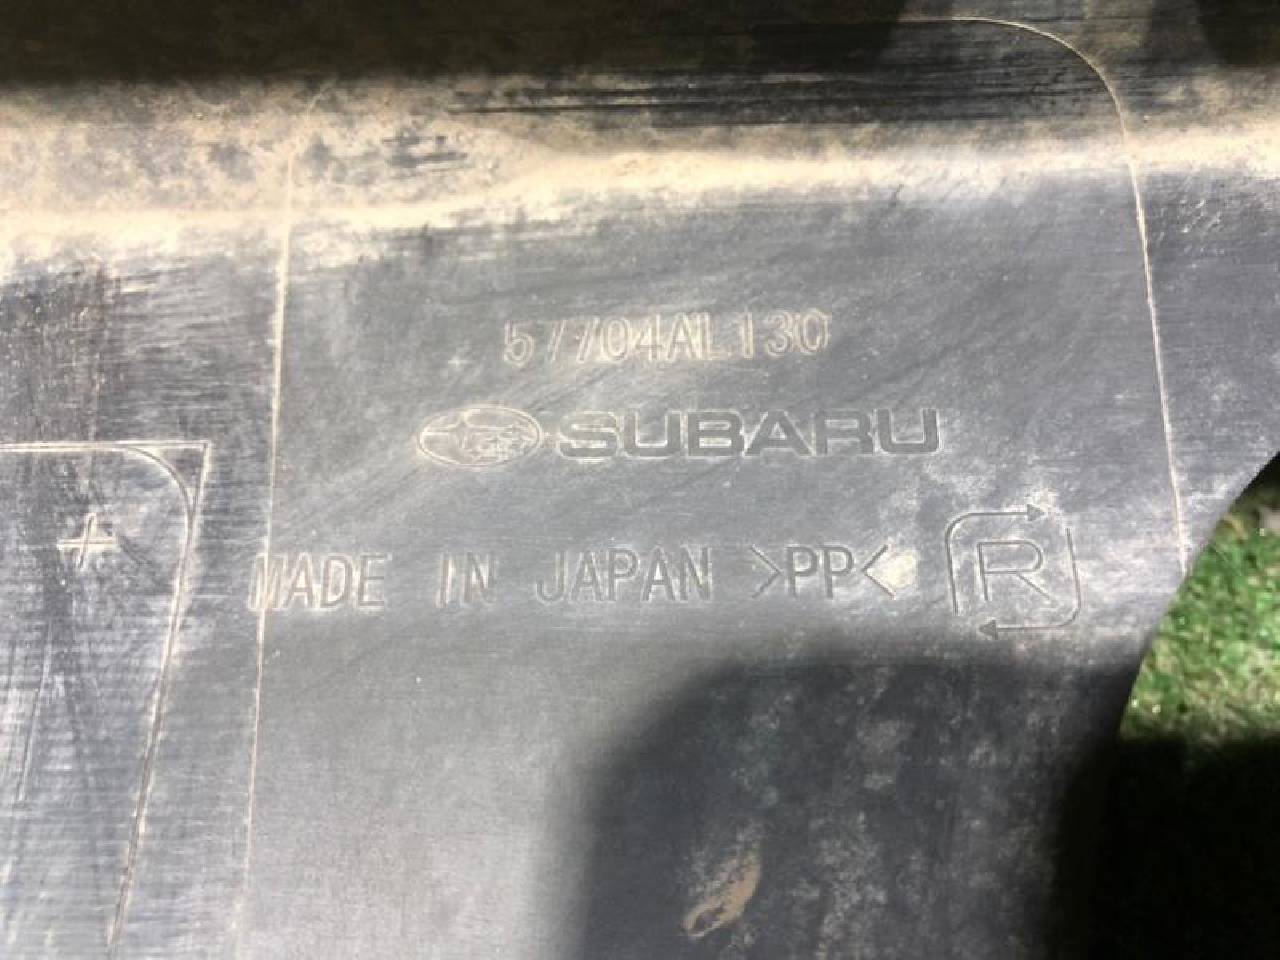 57704AL130
SUBARU
MADE IN JAPAN >PP< R